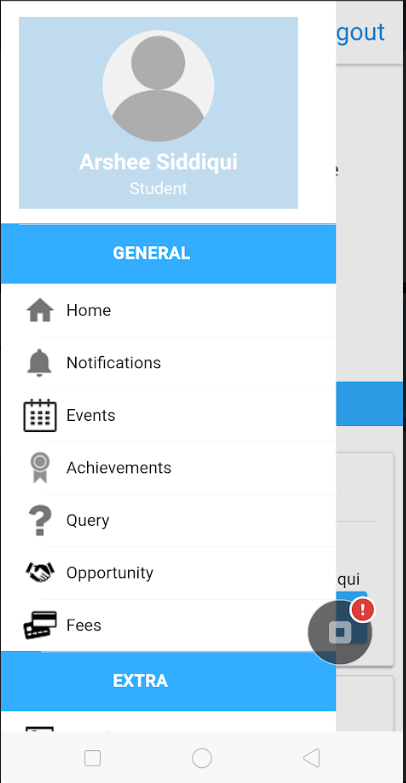 gout
Arshee Siddiqui
Student
GENERAL
Home
Notifications
Events
Achievements
Query
Opportunity
qui
!
Fees
EXTRA